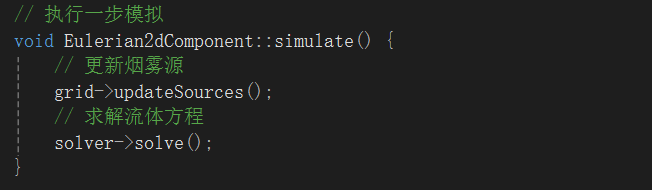 // 执行一步模拟
void Eulerian2dComponent::simulate() {
// 更新烟雾源
grid->updateSources();
// 求解流体方程
solver->solve();
}